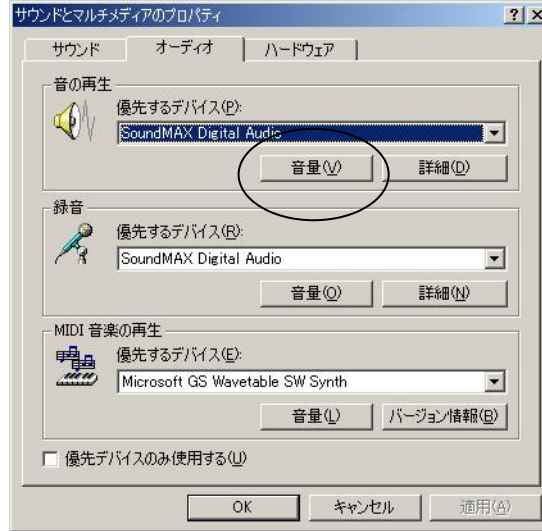 サウンドとマルチメディアのプロパティ
サウンド オーディオ ハードウェア
音の再生
優先するデバイス(P):
SoundMAX Digital Audio
音量(V) 詳細(D)
録音
優先するデバイス(R):
SoundMAX Digital Audio
音量(O) 詳細(N)
MIDI 音楽の再生
優先するデバイス(E):
Microsoft GS Wavetable SW Synth
音量(L) バージョン情報(B)
優先デバイスのみ使用する(U)
OK キャンセル 適用(A)